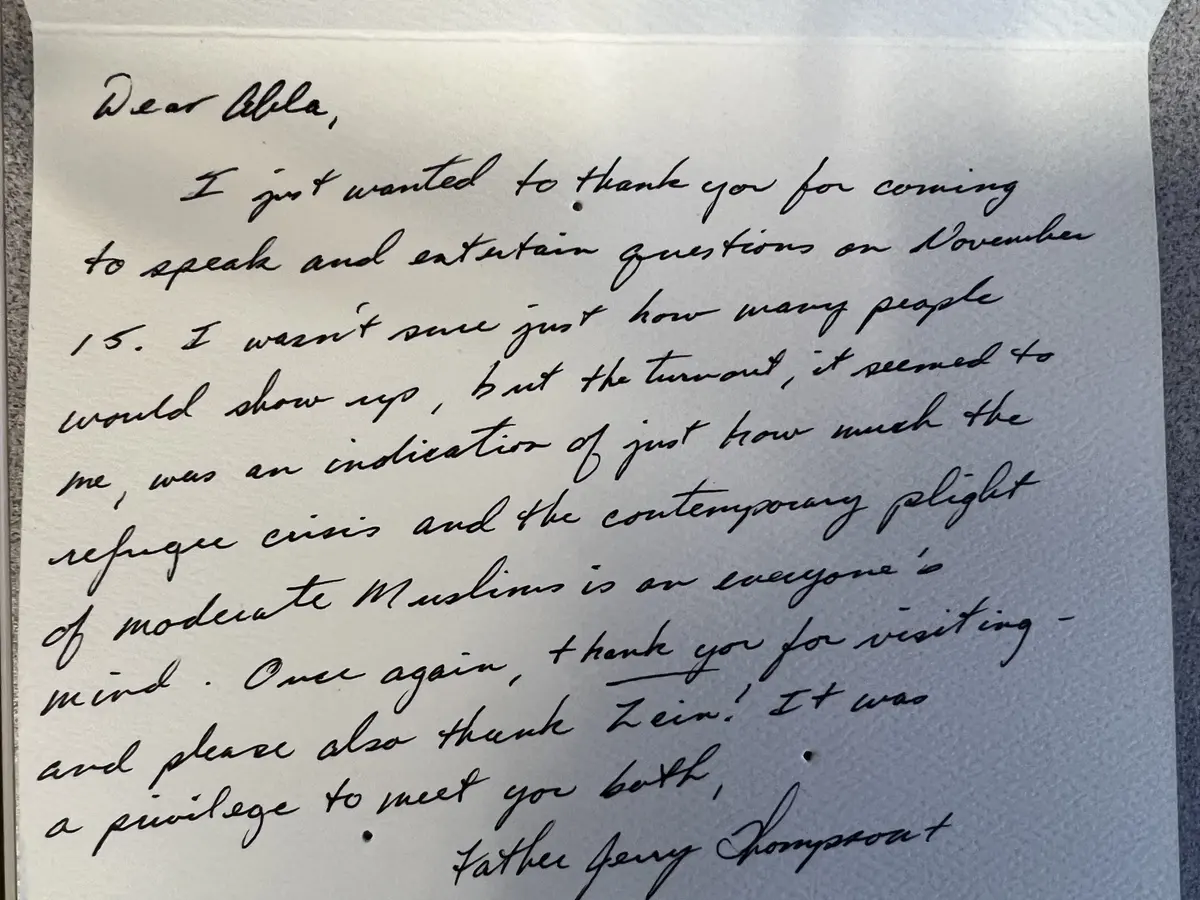 Dear Abla,
I just wanted to thank you for coming
to speak and entertain questions on November
15. I wasn't sure just how many people
would show up, but the turnout, it seemed to
me, was an indication of just how much the
refugee crisis and the contemporary plight
of moderate Muslims is on everyone's
mind. Once again, thank you for visiting -
and please also thank Zein! It was
a privilege to meet you both,
Father Jerry Thompson+